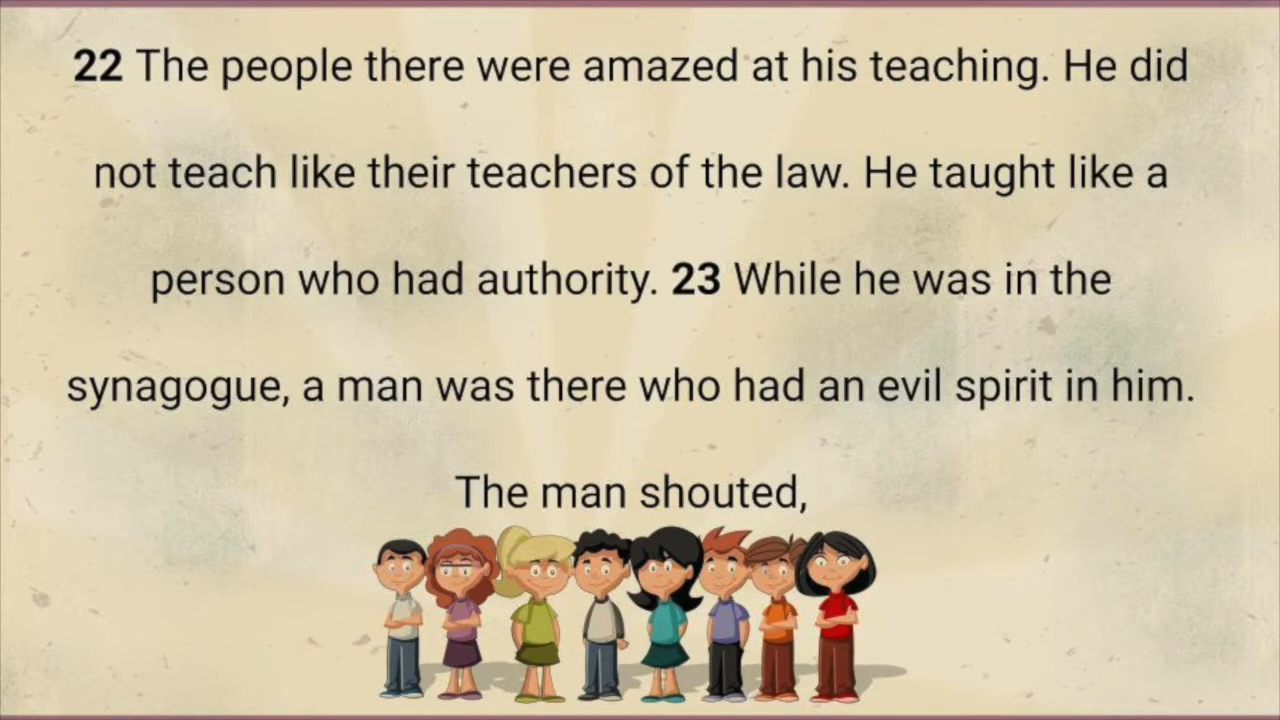 22 The people there were amazed at his teaching. He did
not teach like their teachers of the law. He taught like a
person who had authority. 23 While he was in the
synagogue, a man was there who had an evil spirit in him.
The man shouted,